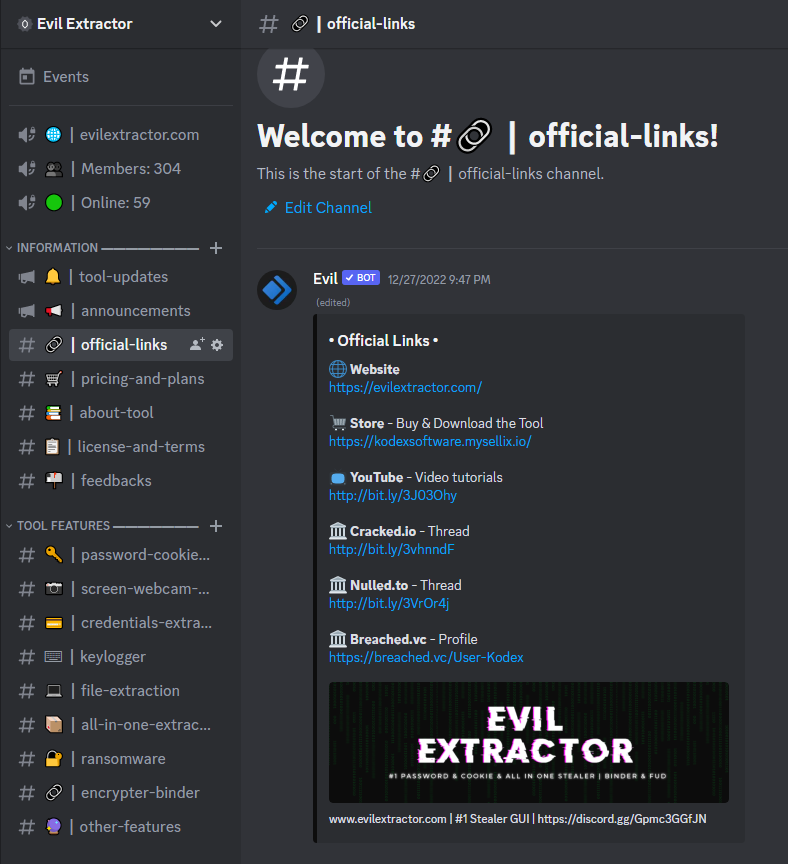 Evil Extractor
Events
| evilextractor.com
| Members: 304
| Online: 59
INFORMATION ————————
| tool-updates
| announcements
# | official-links
# | pricing-and-plans
# | about-tool
# | license-and-terms
# | feedbacks
TOOL FEATURES ———————
# | password-cookie...
# | screen-webcam-...
# | credentials-extra...
# | keylogger
# | file-extraction
# | all-in-one-extrac...
# | ransomware
# | encrypter-binder
# | other-features
# | official-links
#
Welcome to # | official-links!
This is the start of the # | official-links channel.
Edit Channel
Evil BOT 12/27/2022 9:47 PM
(edited)
• Official Links •
Website
https://evilextractor.com/
Store - Buy & Download the Tool
https://kodexsoftware.mysellix.io/
YouTube - Video tutorials
http://bit.ly/3J03Ohy
Cracked.io - Thread
http://bit.ly/3vhnndF
Nulled.to - Thread
http://bit.ly/3VrOr4j
Breached.vc - Profile
https://breached.vc/User-Kodex
EVIL
EXTRACTOR
#1 PASSWORD & COOKIE & ALL IN ONE STEALER | BINDER & FUD
www.evilextractor.com | #1 Stealer GUI | https://discord.gg/Gpmc3GGfJN